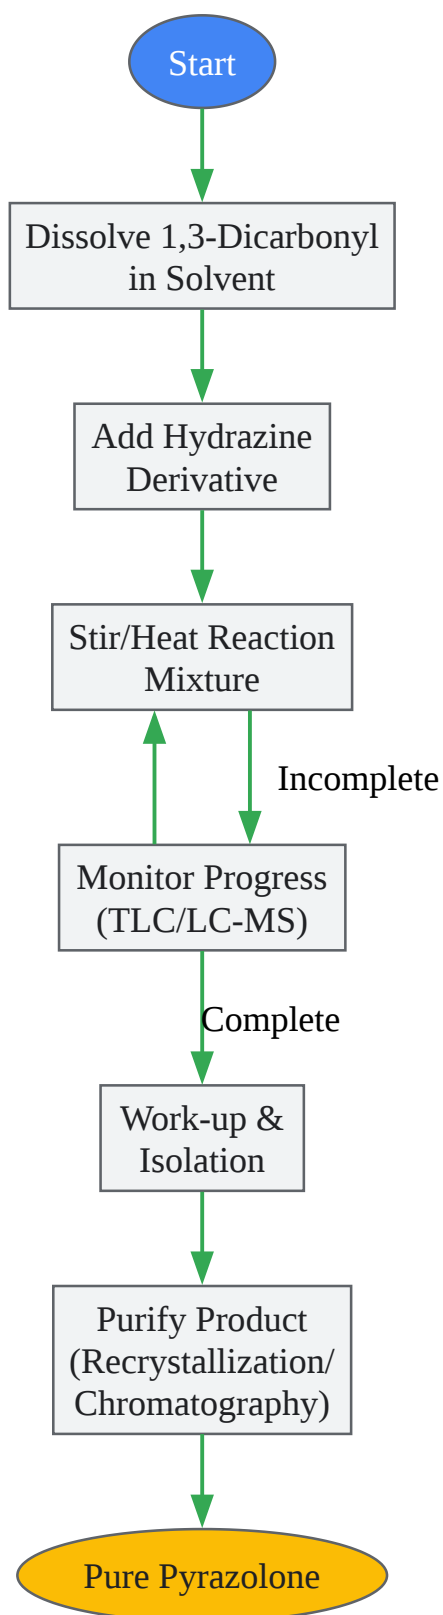 Start
Dissolve 1,3-Dicarbonyl
in Solvent
Add Hydrazine
Derivative
Stir/Heat Reaction
Mixture
Incomplete
Monitor Progress
(TLC/LC-MS)
Complete
Work-up &
Isolation
Purify Product
(Recrystallization/
Chromatography)
Pure Pyrazolone